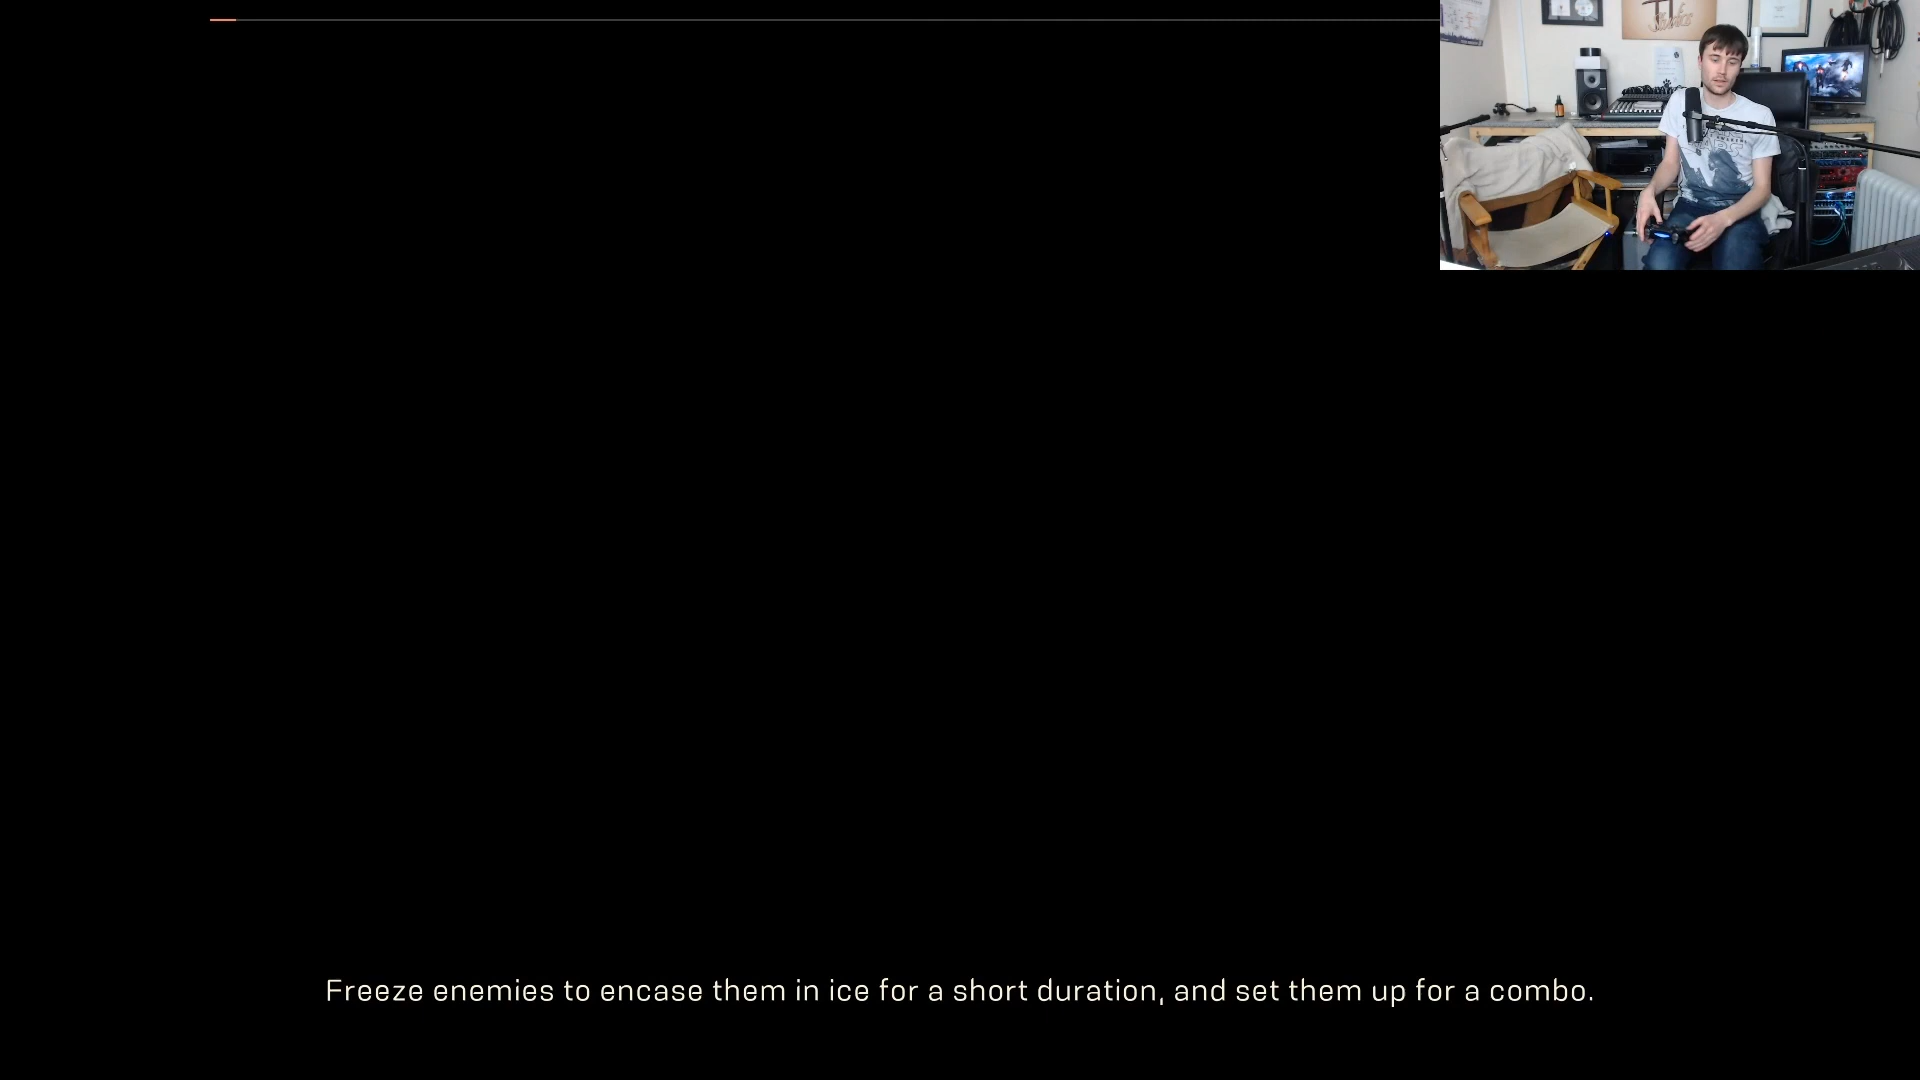 Freeze enemies to encase them in ice for a short duration, and set them up for a combo.